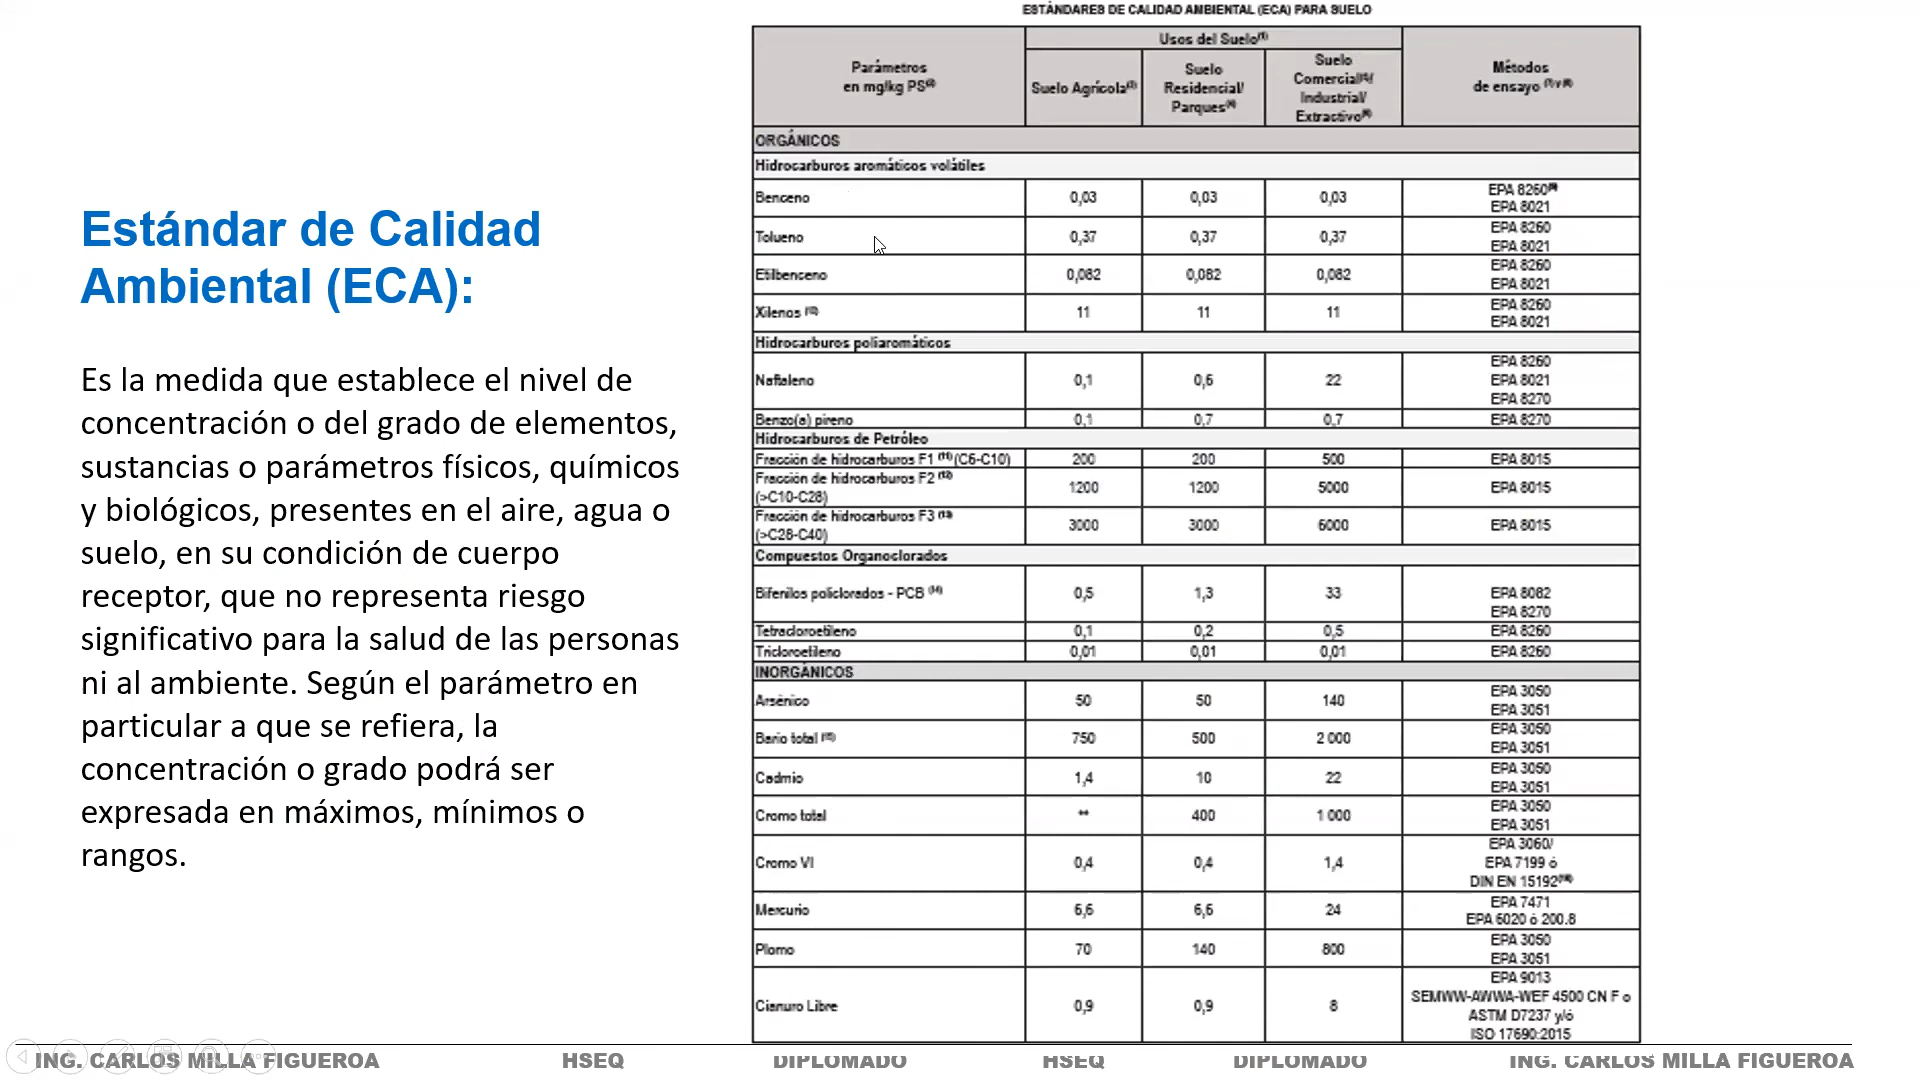 ESTÁNDARES DE CALIDAD AMBIENTAL (ECA) PARA SUELO
Estándar de Calidad
Ambiental (ECA):
Es la medida que establece el nivel de
concentración o del grado de elementos,
sustancias o parámetros físicos, químicos
y biológicos, presentes en el aire, agua o
suelo, en su condición de cuerpo
receptor, que no representa riesgo
significativo para la salud de las personas
ni al ambiente. Según el parámetro en
particular a que se refiera, la
concentración o grado podrá ser
expresada en máximos, mínimos o
rangos.
Parámetros
en mg/kg PS(2)
Usos del Suelo(1)
Suelo Agrícola(3)
Suelo
Residencial/
Parques(4)
Suelo
Comercial(5)/
Industrial/
Extractivo(6)
Métodos
de ensayo (7) y (8)
ORGÁNICOS
Hidrocarburos aromáticos volátiles
Benceno 0,03 0,03 0,03 EPA 8260(9)
EPA 8021
Tolueno 0,37 0,37 0,37 EPA 8260
EPA 8021
Etilbenceno 0,082 0,082 0,082 EPA 8260
EPA 8021
Xilenos (10) 11 11 11 EPA 8260
EPA 8021
Hidrocarburos poliaromáticos
Naftaleno 0,1 0,6 22 EPA 8260
EPA 8021
EPA 8270
Benzo(a) pireno 0,1 0,7 0,7 EPA 8270
Hidrocarburos de Petróleo
Fracción de hidrocarburos F1 (11) (C6-C10) 200 200 500 EPA 8015
Fracción de hidrocarburos F2 (12)
(>C10-C28) 1200 1200 5000 EPA 8015
Fracción de hidrocarburos F3 (13)
(>C28-C40) 3000 3000 6000 EPA 8015
Compuestos Organoclorados
Bifenilos policlorados - PCB (14) 0,5 1,3 33 EPA 8082
EPA 8270
Tetracloroetileno 0,1 0,2 0,5 EPA 8260
Tricloroetileno 0,01 0,01 0,01 EPA 8260
INORGÁNICOS
Arsénico 50 50 140 EPA 3050
EPA 3051
Bario total (15) 750 500 2 000 EPA 3050
EPA 3051
Cadmio 1,4 10 22 EPA 3050
EPA 3051
Cromo total ** 400 1 000 EPA 3050
EPA 3051
Cromo VI 0,4 0,4 1,4 EPA 3060/
EPA 7199 ó
DIN EN 15192(16)
Mercurio 6,6 6,6 24 EPA 7471
EPA 6020 ó 200.8
Plomo 70 140 800 EPA 3050
EPA 3051
Cianuro Libre 0,9 0,9 8 EPA 9013
SEMWW-AWWA-WEF 4500 CN F o
ASTM D7237 y/ó
ISO 17690:2015
ING. CARLOS MILLA FIGUEROA HSEQ DIPLOMADO HSEQ DIPLOMADO ING. CARLOS MILLA FIGUEROA